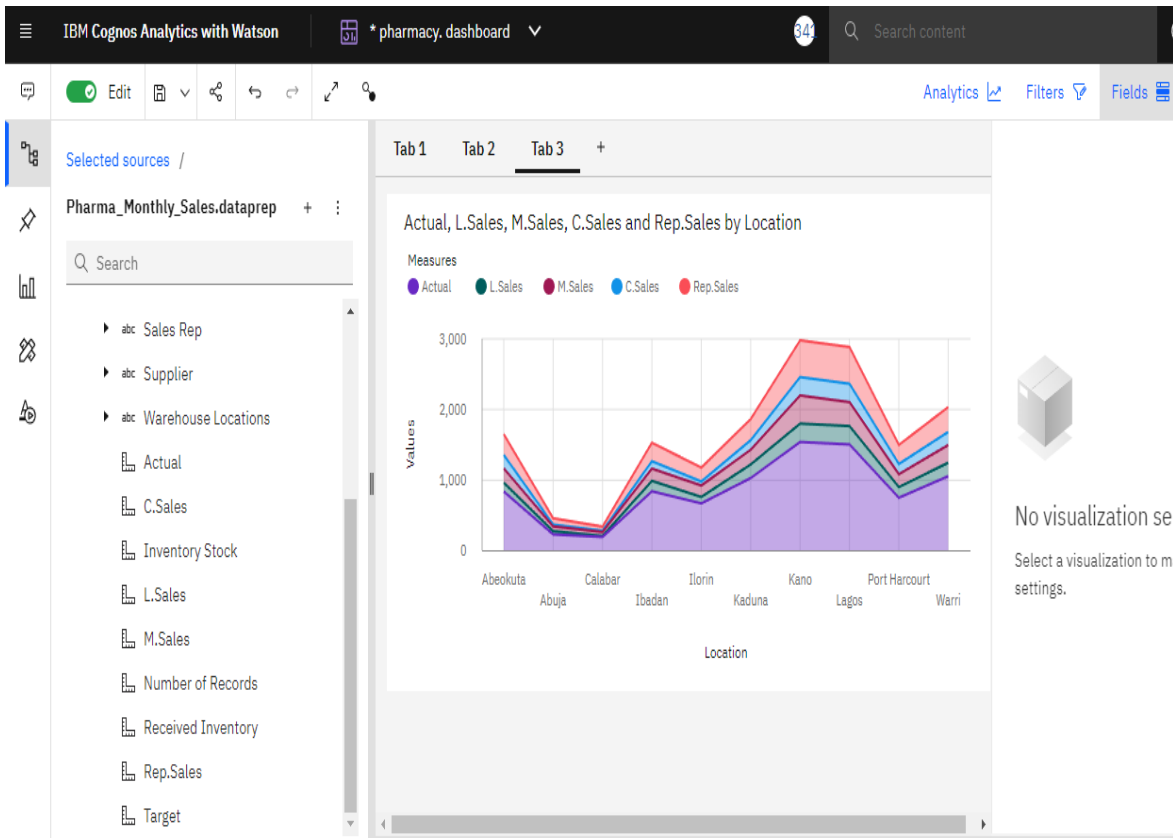 IBM Cognos Analytics with Watson
* pharmacy. dashboard
341
Search content
Edit
Analytics
Filters
Fields
Selected sources /
Pharma_Monthly_Sales.dataprep
Search
abc Sales Rep
abc Supplier
abc Warehouse Locations
Actual
C.Sales
Inventory Stock
L.Sales
M.Sales
Number of Records
Received Inventory
Rep.Sales
Target
Tab 1 Tab 2 Tab 3 +
Actual, L.Sales, M.Sales, C.Sales and Rep.Sales by Location
Measures
Actual L.Sales M.Sales C.Sales Rep.Sales
3,000
2,000
1,000
0
Values
Abeokuta Calabar Ilorin Kano Port Harcourt
Abuja Ibadan Kaduna Lagos Warri
Location
No visualization se
Select a visualization to m
settings.